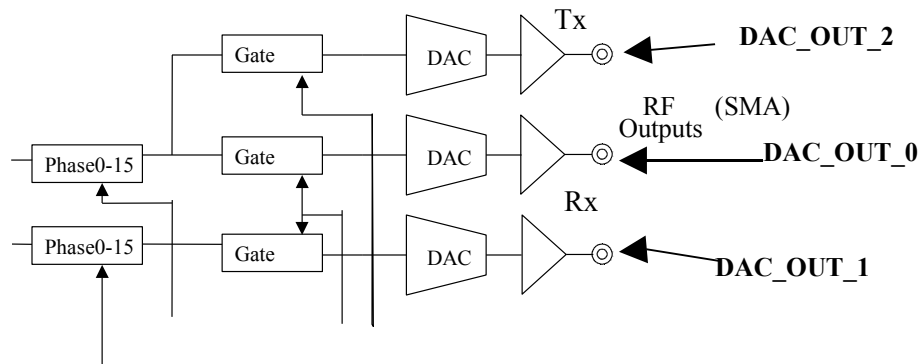 Tx
Gate
DAC
DAC_OUT_2
RF (SMA)
Outputs
Phase0-15
Gate
DAC
DAC_OUT_0
Rx
Phase0-15
Gate
DAC
DAC_OUT_1